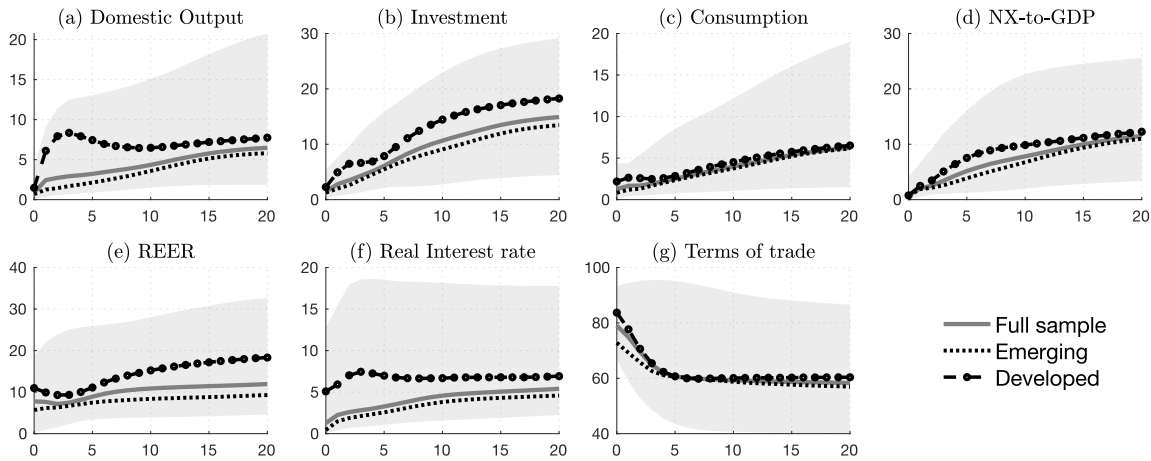 (a) Domestic Output
20
15
10
5
0
0 5 10 15 20
(b) Investment
30
20
10
0
0 5 10 15 20
(c) Consumption
20
15
10
5
0
0 5 10 15 20
(d) NX-to-GDP
30
20
10
0
0 5 10 15 20
(e) REER
40
30
20
10
0
0 5 10 15 20
(f) Real Interest rate
20
15
10
5
0
0 5 10 15 20
(g) Terms of trade
100
80
60
40
0 5 10 15 20
Full sample
Emerging
Developed